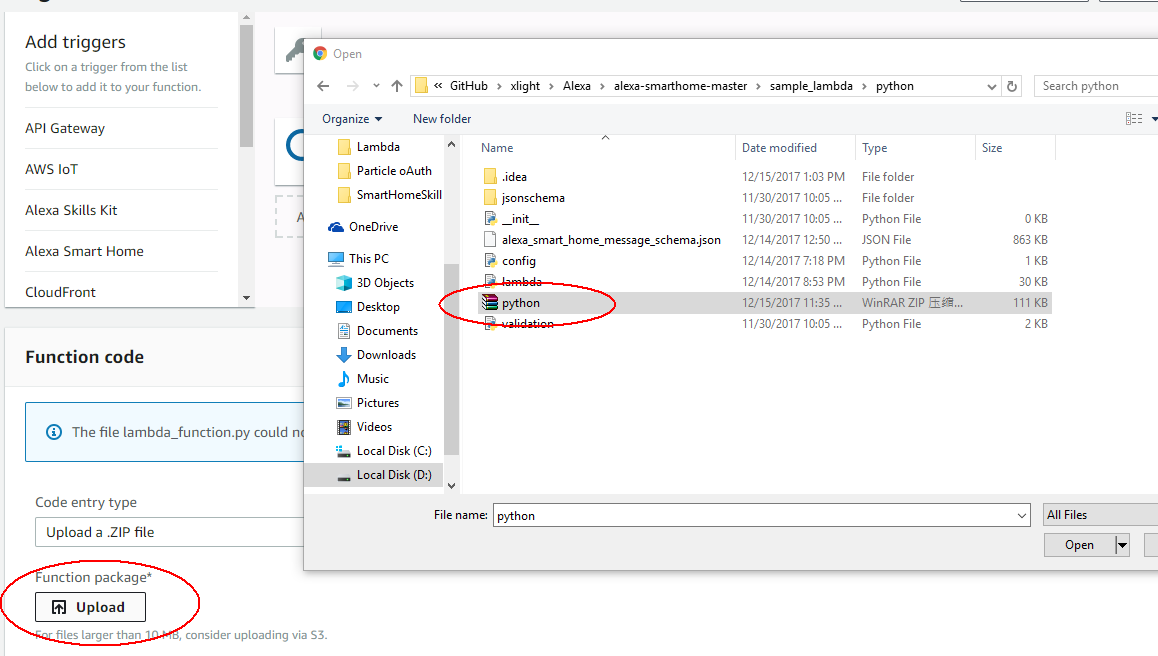 Add triggers
Click on a trigger from the list
below to add it to your function.
API Gateway
AWS IoT
Alexa Skills Kit
Alexa Smart Home
CloudFront
Function code
The file lambda_function.py could
Code entry type
Upload a .ZIP file
Function package*
Upload
For files larger than 10 MB, consider uploading via S3.
A
Open
« GitHub › xlight › Alexa › alexa-smarthome-master › sample_lambda › python
Search python
Organize
New folder
Lambda
Particle oAuth
SmartHomeSkill
OneDrive
This PC
3D Objects
Desktop
Documents
Downloads
Music
Pictures
Videos
Local Disk (C:)
Local Disk (D:)
Name Date modified Type Size
.idea 12/15/2017 1:03 PM File folder
jsonschema 11/30/2017 10:05 ... File folder
__init__ 11/30/2017 10:05 ... Python File 0 KB
alexa_smart_home_message_schema.json 12/14/2017 12:50 ... JSON File 863 KB
config 12/14/2017 7:18 PM Python File 1 KB
lambda 12/14/2017 8:53 PM Python File 30 KB
python 12/15/2017 11:35 ... WinRAR ZIP 压缩... 111 KB
validation 11/30/2017 10:05 ... Python File 2 KB
File name: python
All Files
Open